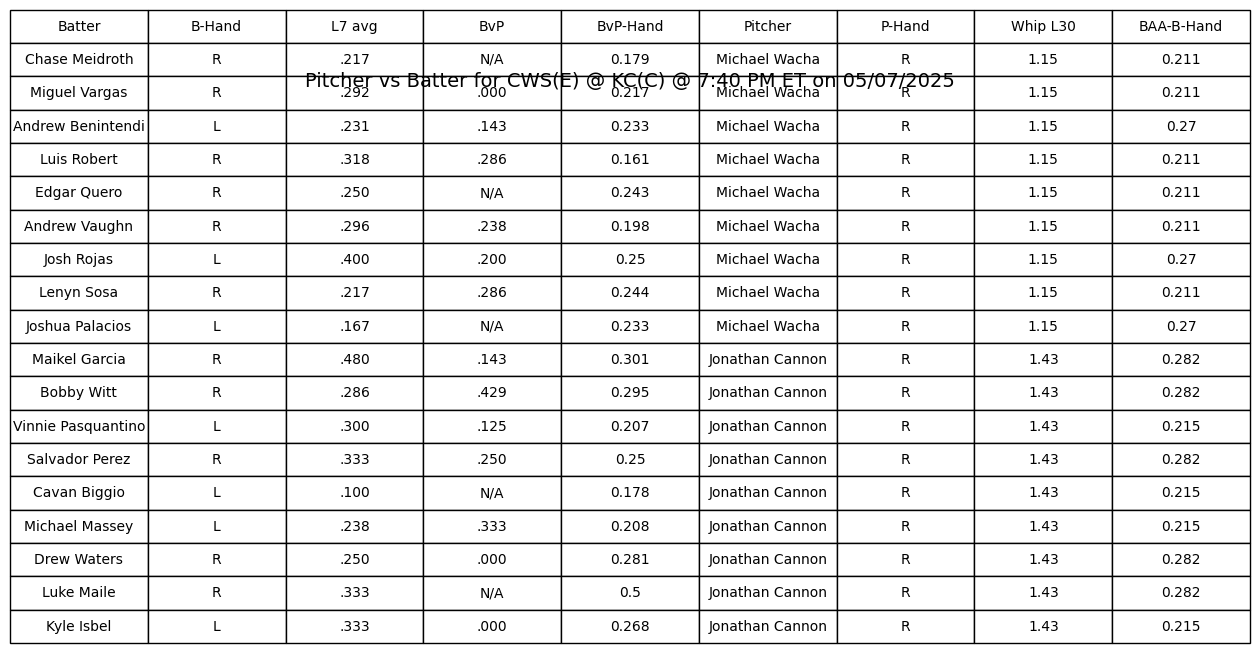 Batter B-Hand L7 avg BvP BvP-Hand Pitcher P-Hand Whip L30 BAA-B-Hand
Chase Meidroth R .217 N/A 0.179 Michael Wacha R 1.15 0.211
Pitcher vs Batter for CWS(E) @ KC(C) @ 7:40 PM ET on 05/07/2025
Miguel Vargas R .292 .000 0.217 Michael Wacha R 1.15 0.211
Andrew Benintendi L .231 .143 0.233 Michael Wacha R 1.15 0.27
Luis Robert R .318 .286 0.161 Michael Wacha R 1.15 0.211
Edgar Quero R .250 N/A 0.243 Michael Wacha R 1.15 0.211
Andrew Vaughn R .296 .238 0.198 Michael Wacha R 1.15 0.211
Josh Rojas L .400 .200 0.25 Michael Wacha R 1.15 0.27
Lenyn Sosa R .217 .286 0.244 Michael Wacha R 1.15 0.211
Joshua Palacios L .167 N/A 0.233 Michael Wacha R 1.15 0.27
Maikel Garcia R .480 .143 0.301 Jonathan Cannon R 1.43 0.282
Bobby Witt R .286 .429 0.295 Jonathan Cannon R 1.43 0.282
Vinnie Pasquantino L .300 .125 0.207 Jonathan Cannon R 1.43 0.215
Salvador Perez R .333 .250 0.25 Jonathan Cannon R 1.43 0.282
Cavan Biggio L .100 N/A 0.178 Jonathan Cannon R 1.43 0.215
Michael Massey L .238 .333 0.208 Jonathan Cannon R 1.43 0.215
Drew Waters R .250 .000 0.281 Jonathan Cannon R 1.43 0.282
Luke Maile R .333 N/A 0.5 Jonathan Cannon R 1.43 0.282
Kyle Isbel L .333 .000 0.268 Jonathan Cannon R 1.43 0.215